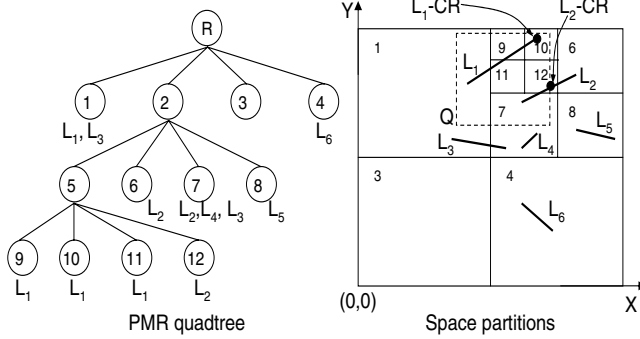 R
1
2
3
4
L1, L3
L6
5
6
7
8
L2
L2,L4, L3
L5
9
10
11
12
L1
L1
L1
L2
PMR quadtree
Y
L1-CR
L2-CR
1
9
10
6
L1
11
12
L2
Q
7
8
L5
L3
L4
3
4
L6
(0,0)
X
Space partitions